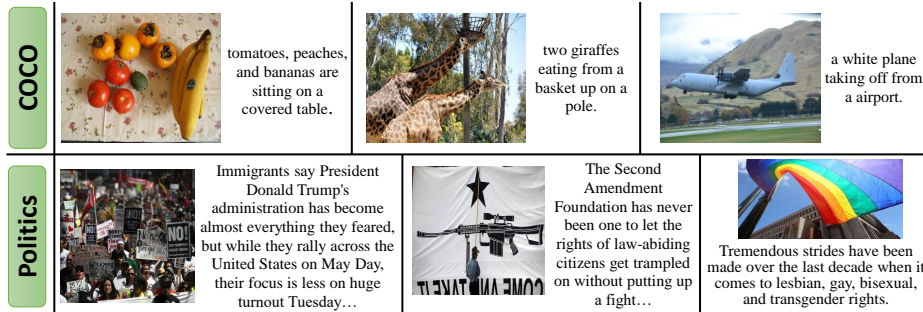 COCO
tomatoes, peaches,
and bananas are
sitting on a
covered table.
two giraffes
eating from a
basket up on a
pole.
a white plane
taking off from
a airport.
Politics
NO!
Immigrants say President
Donald Trump's
administration has become
almost everything they feared,
but while they rally across the
United States on May Day,
their focus is less on huge
turnout Tuesday…
COME AND TAKE IT
The Second
Amendment
Foundation has never
been one to let the
rights of law-abiding
citizens get trampled
on without putting up
a fight…
Tremendous strides have been
made over the last decade when it
comes to lesbian, gay, bisexual,
and transgender rights.